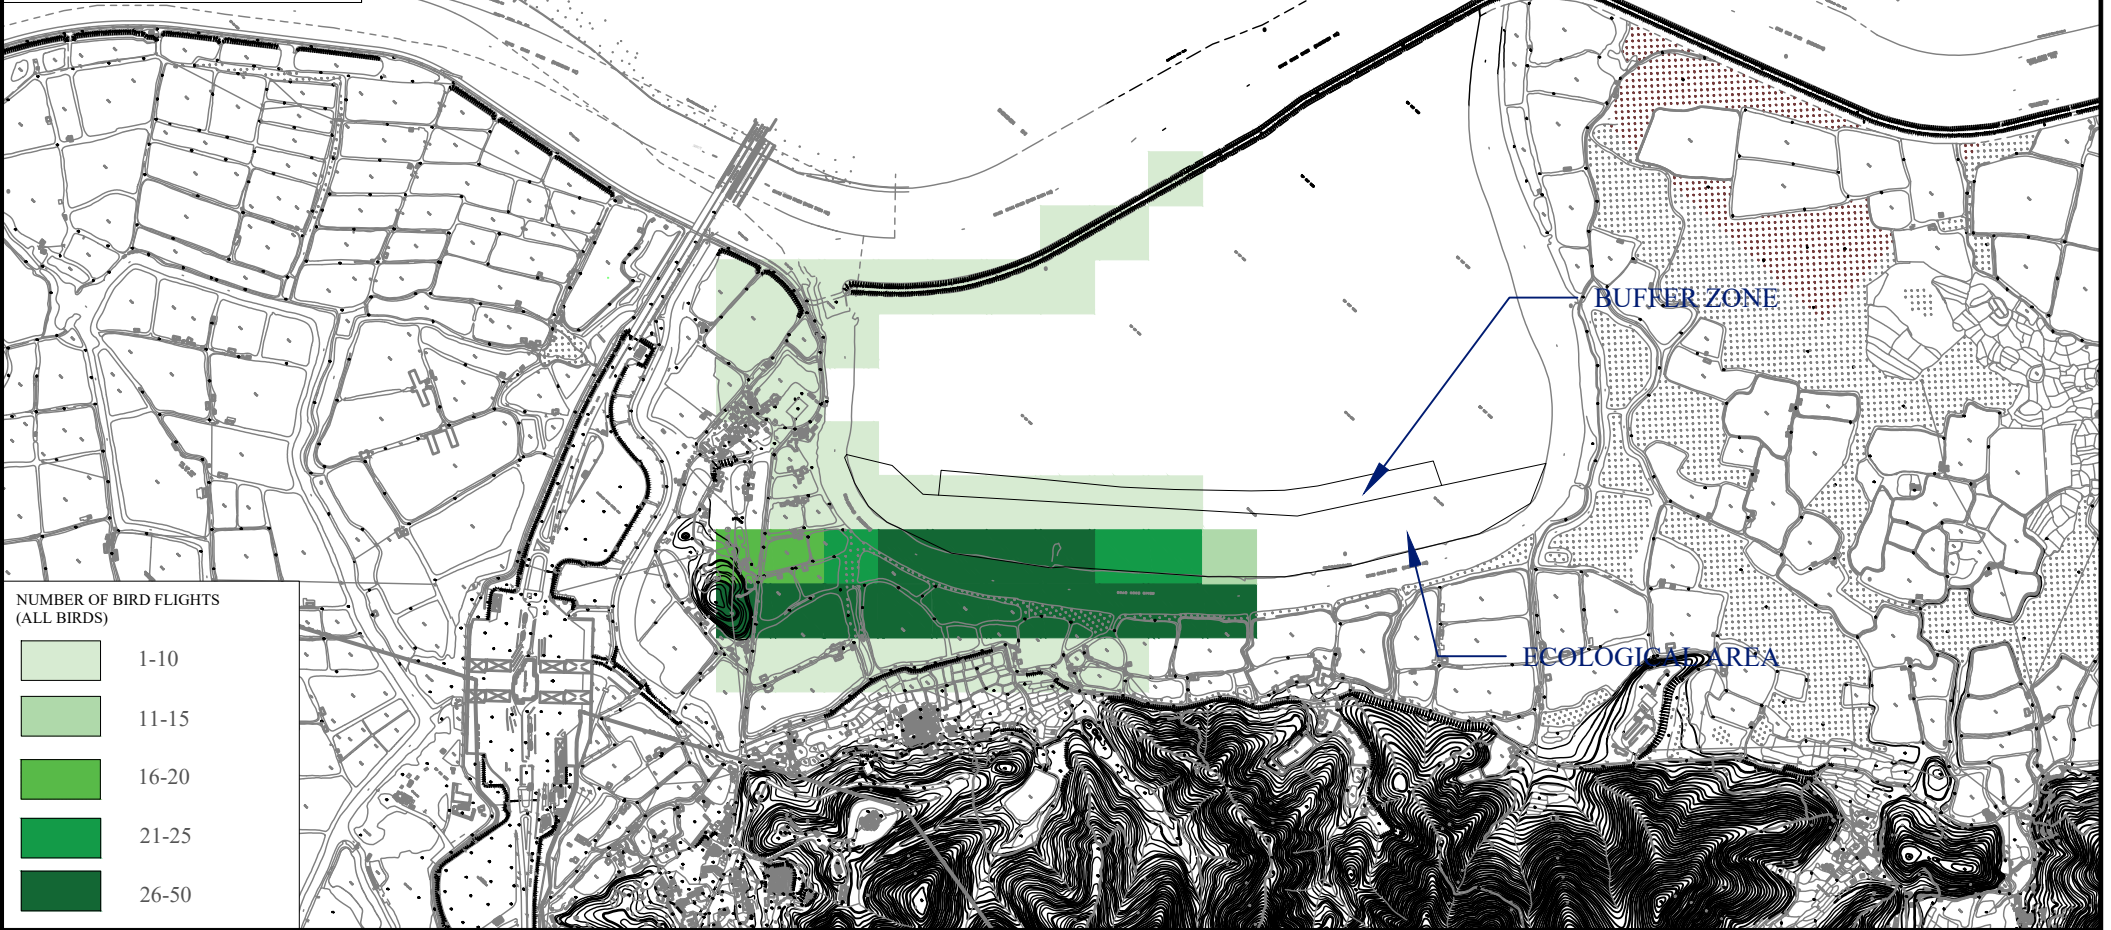 BUFFER ZONE
ECOLOGICAL AREA
NUMBER OF BIRD FLIGHTS
(ALL BIRDS)
1-10
11-15
16-20
21-25
26-50